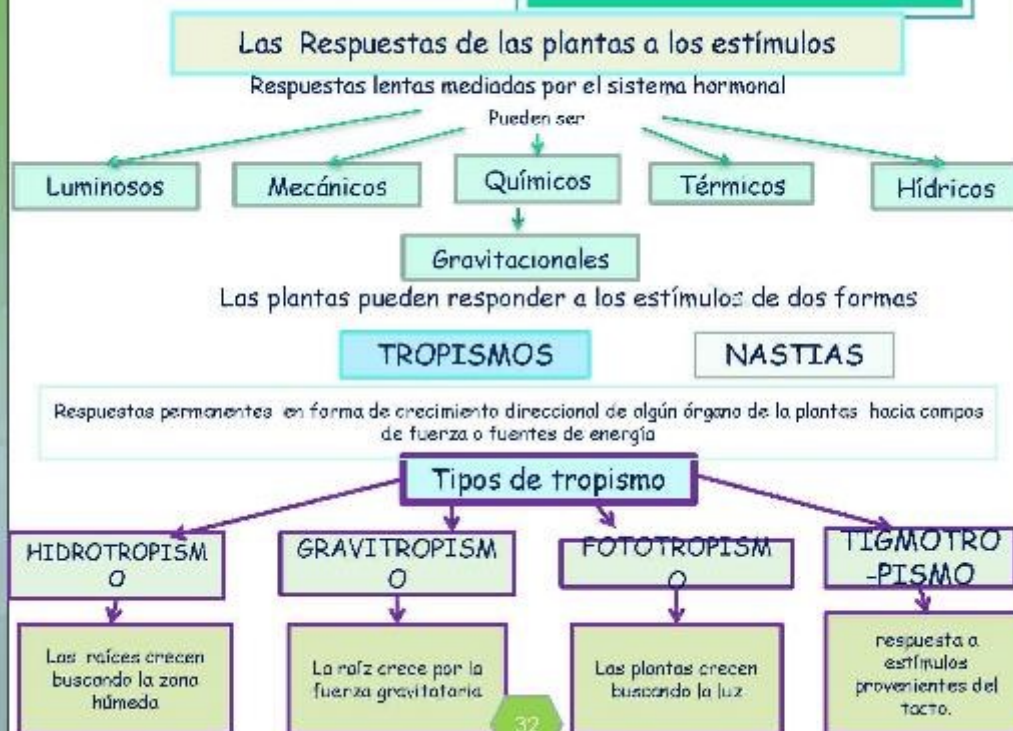 Las Respuestas de las plantas a los estímulos
Respuestas lentas mediadas por el sistema hormonal
Pueden ser
Luminosos
Mecánicos
Químicos
Térmicos
Hídricos
Gravitacionales
Las plantas pueden responder a los estímulos de dos formas
TROPISMOS
NASTIAS
Respuestas permanentes en forma de crecimiento direccional de algún órgano de la plantas hacia campos
de fuerza o fuentes de energía
Tipos de tropismo
HIDROTROPISM
O
GRAVITROPISM
O
FOTOTROPISM
O
TIGMOTRO
-PISMO
Las raíces crecen
buscando la zona
húmeda
La raíz crece por la
fuerza gravitatoria
Las plantas crecen
buscando la luz
respuesta a
estímulos
provenientes del
tacto.
32